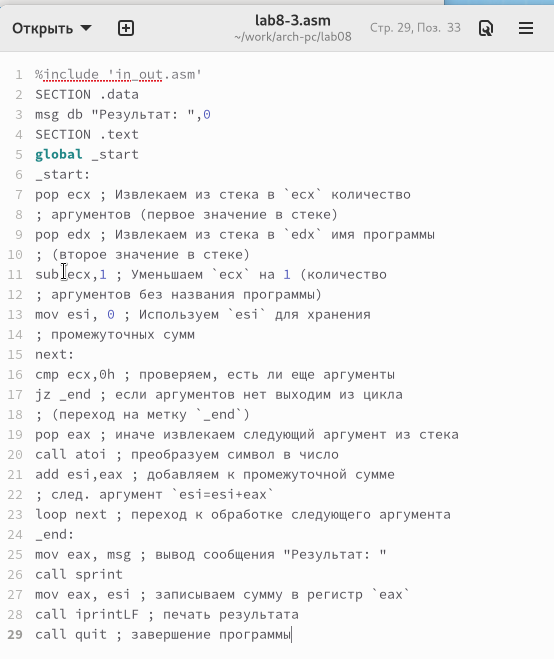 Открыть
lab8-3.asm
~/work/arch-pc/lab08
Стр. 29, Поз. 33
1 %include 'in_out.asm'
2 SECTION .data
3 msg db "Результат: ",0
4 SECTION .text
5 global _start
6 _start:
7 pop ecx ; Извлекаем из стека в `ecx` количество
8 ; аргументов (первое значение в стеке)
9 pop edx ; Извлекаем из стека в `edx` имя программы
10 ; (второе значение в стеке)
11 sub ecx,1 ; Уменьшаем `ecx` на 1 (количество
12 ; аргументов без названия программы)
13 mov esi, 0 ; Используем `esi` для хранения
14 ; промежуточных сумм
15 next:
16 cmp ecx,0h ; проверяем, есть ли еще аргументы
17 jz _end ; если аргументов нет выходим из цикла
18 ; (переход на метку `_end`)
19 pop eax ; иначе извлекаем следующий аргумент из стека
20 call atoi ; преобразуем символ в число
21 add esi,eax ; добавляем к промежуточной сумме
22 ; след. аргумент `esi=esi+eax`
23 loop next ; переход к обработке следующего аргумента
24 _end:
25 mov eax, msg ; вывод сообщения "Результат: "
26 call sprint
27 mov eax, esi ; записываем сумму в регистр `eax`
28 call iprintLF ; печать результата
29 call quit ; завершение программы